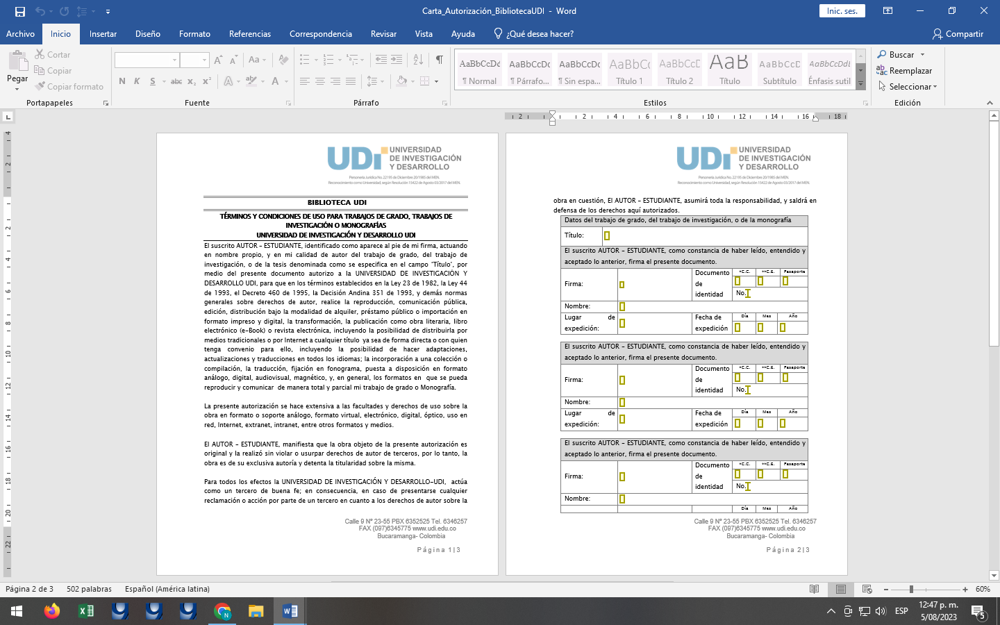 Carta_Autorización_BibliotecaUDI - Word
Inic. ses.
Archivo Inicio Insertar Diseño Formato Referencias Correspondencia Revisar Vista Ayuda ¿Qué desea hacer? Compartir
Pegar
Cortar
Copiar
Copiar formato
Portapapeles
Aa
N K S abc x₂ x²
Fuente
Párrafo
AaBbCcDc AaBbCcDc AaBbCcDc AaBbCc AaBbCcD AaB AaBbCcD AaBbCcDdE
¶ Normal ¶ Párrafo... ¶ Sin espa... Título 1 Título 2 Título Subtítulo Énfasis sutil
Estilos
Buscar
Reemplazar
Seleccionar
Edición
2 2 4 6 8 10 12 14 16 18
UDi UNIVERSIDAD
DE INVESTIGACIÓN
Y DESARROLLO
Personería Jurídica No. 22195 de Diciembre 20/1985 del MEN.
Reconocimiento como Universidad, según Resolución 15422 de Agosto 03/2017 del MEN.
BIBLIOTECA UDI
TÉRMINOS Y CONDICIONES DE USO PARA TRABAJOS DE GRADO, TRABAJOS DE
INVESTIGACIÓN O MONOGRAFÍAS
UNIVERSIDAD DE INVESTIGACIÓN Y DESARROLLO UDI
El suscrito AUTOR - ESTUDIANTE, identificado como aparece al pie de mi firma, actuando
en nombre propio, y en mi calidad de autor del trabajo de grado, del trabajo de
investigación, o de la tesis denominada como se especifica en el campo "Título", por
medio del presente documento autorizo a la UNIVERSIDAD DE INVESTIGACIÓN Y
DESARROLLO UDI, para que en los términos establecidos en la Ley 23 de 1982, la Ley 44
de 1993, el Decreto 460 de 1995, la Decisión Andina 351 de 1993, y demás normas
generales sobre derechos de autor, realice la reproducción, comunicación pública,
edición, distribución bajo la modalidad de alquiler, préstamo público o importación en
formato impreso y digital, la transformación, la publicación como obra literaria, libro
electrónico (e-Book) o revista electrónica, incluyendo la posibilidad de distribuirla por
medios tradicionales o por Internet a cualquier título ya sea de forma directa o con quien
tenga convenio para ello, incluyendo la posibilidad de hacer adaptaciones,
actualizaciones y traducciones en todos los idiomas; la incorporación a una colección o
compilación, la traducción, fijación en fonograma, puesta a disposición en formato
análogo, digital, audiovisual, magnético, y, en general, los formatos en que se pueda
reproducir y comunicar de manera total y parcial mi trabajo de grado o Monografía.
La presente autorización se hace extensiva a las facultades y derechos de uso sobre la
obra en formato o soporte análogo, formato virtual, electrónico, digital, óptico, uso en
red, Internet, extranet, intranet, entre otros formatos y medios.
El AUTOR - ESTUDIANTE, manifiesta que la obra objeto de la presente autorización es
original y la realizó sin violar o usurpar derechos de autor de terceros, por lo tanto, la
obra es de su exclusiva autoría y detenta la titularidad sobre la misma.
Para todos los efectos la UNIVERSIDAD DE INVESTIGACIÓN Y DESARROLLO-UDI, actúa
como un tercero de buena fe; en consecuencia, en caso de presentarse cualquier
reclamación o acción por parte de un tercero en cuanto a los derechos de autor sobre la
Calle 9 Nº 23-55 PBX 6352525 Tel. 6346257
FAX (097)6345775 www.udi.edu.co
Bucaramanga- Colombia
Página 1|3
UDi UNIVERSIDAD
DE INVESTIGACIÓN
Y DESARROLLO
Personería Jurídica No. 22195 de Diciembre 20/1985 del MEN.
Reconocimiento como Universidad, según Resolución 15422 de Agosto 03/2017 del MEN.
obra en cuestión, El AUTOR - ESTUDIANTE, asumirá toda la responsabilidad, y saldrá en
defensa de los derechos aquí autorizados.
Datos del trabajo de grado, del trabajo de investigación, o de la monografía
Título:
El suscrito AUTOR - ESTUDIANTE, como constancia de haber leído, entendido y
aceptado lo anterior, firma el presente documento.
Firma: Documento de identidad *C.C. **C.E. Pasaporte
No.
Nombre:
Lugar de expedición: Fecha de expedición Día Mes Año
El suscrito AUTOR - ESTUDIANTE, como constancia de haber leído, entendido y
aceptado lo anterior, firma el presente documento.
Firma: Documento de identidad *C.C. **C.E. Pasaporte
No.
Nombre:
Lugar de expedición: Fecha de expedición Día Mes Año
El suscrito AUTOR - ESTUDIANTE, como constancia de haber leído, entendido y
aceptado lo anterior, firma el presente documento.
Firma: Documento de identidad *C.C. **C.E. Pasaporte
No.
Nombre:
Día Mes Año
Calle 9 Nº 23-55 PBX 6352525 Tel. 6346257
FAX (097)6345775 www.udi.edu.co
Bucaramanga- Colombia
Página 2|3
Página 2 de 3 502 palabras Español (América latina) 60%
ESP 12:47 p. m.
5/08/2023
5